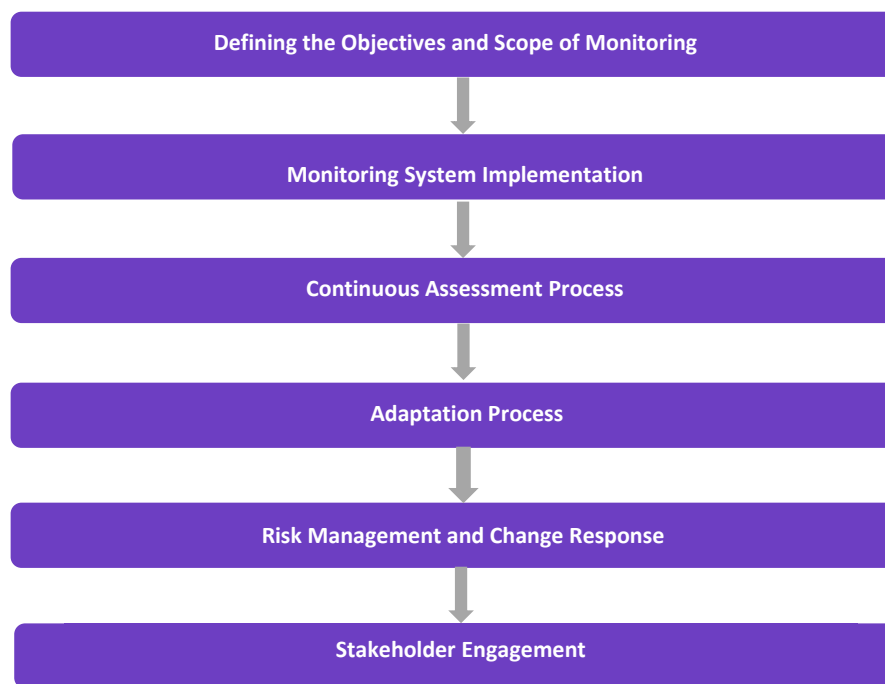 Defining the Objectives and Scope of Monitoring
Monitoring System Implementation
Continuous Assessment Process
Adaptation Process
Risk Management and Change Response
Stakeholder Engagement